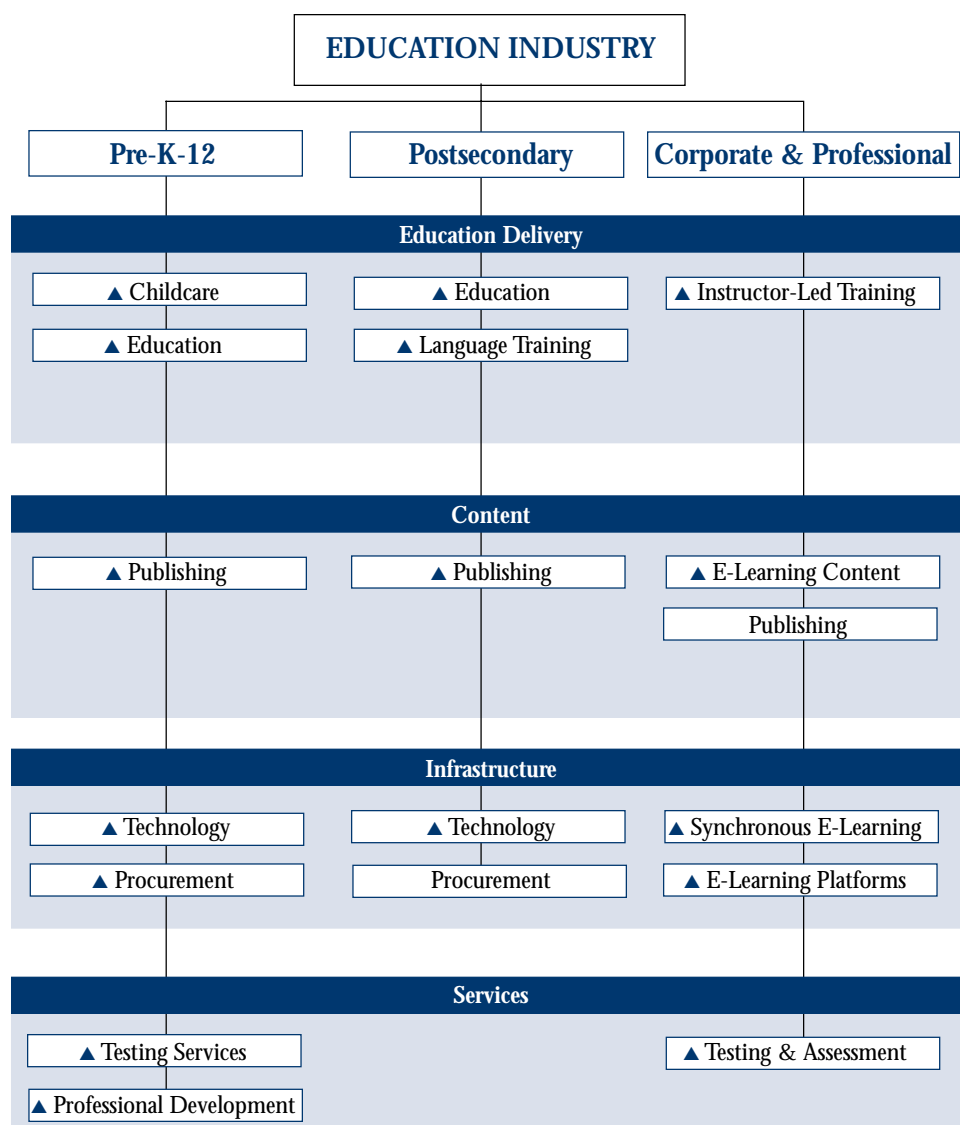 EDUCATION INDUSTRY
Pre-K-12
Postsecondary
Corporate & Professional
Education Delivery
▲ Childcare
▲ Education
▲ Instructor-Led Training
▲ Education
▲ Language Training
Content
▲ Publishing
▲ Publishing
▲ E-Learning Content
Publishing
Infrastructure
▲ Technology
▲ Technology
▲ Synchronous E-Learning
▲ Procurement
Procurement
▲ E-Learning Platforms
Services
▲ Testing Services
▲ Testing & Assessment
▲ Professional Development